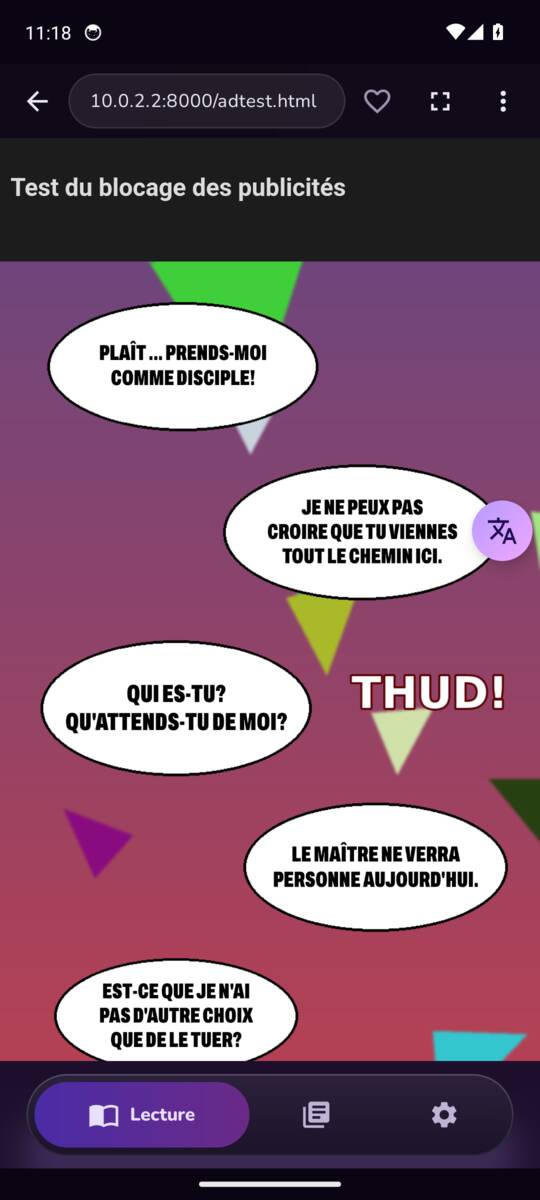 11:18
10.0.2.2:8000/adtest.html
Test du blocage des publicités
PLAÎT... PRENDS-MOI
COMME DISCIPLE!
JE NE PEUX PAS
CROIRE QUE TU VIENNES
TOUT LE CHEMIN ICI.
QUI ES-TU?
QU'ATTENDS-TU DE MOI?
THUD!
LE MAÎTRE NE VERRA
PERSONNE AUJOURD'HUI.
EST-CE QUE JE N'AI
PAS D'AUTRE CHOIX
QUE DE LE TUER?
Lecture